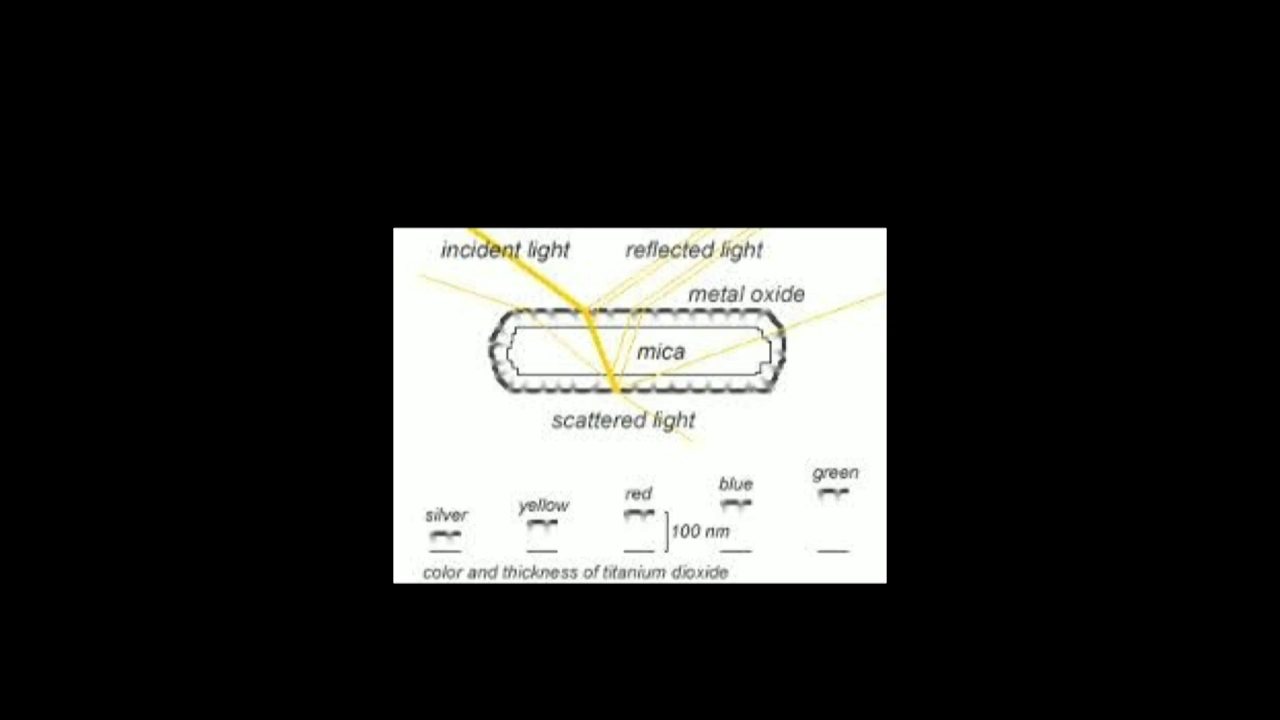 incident light reflected light
metal oxide
mica
scattered light
green
blue
red
yellow
silver
100 nm
color and thickness of titanium dioxide